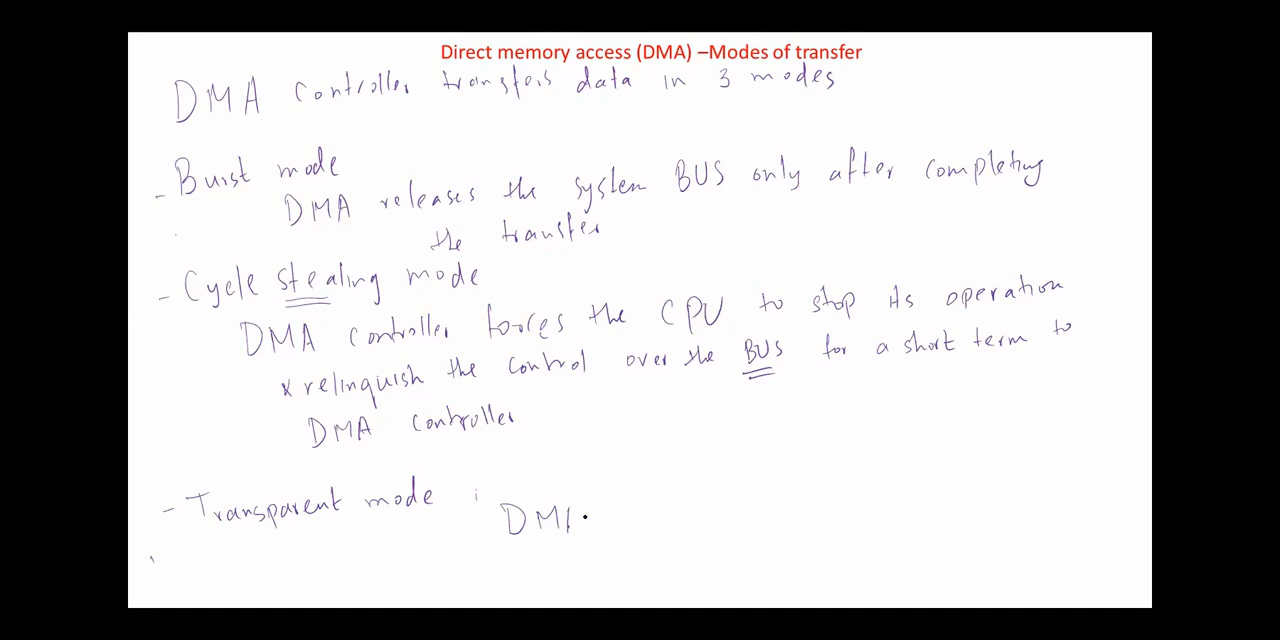 Direct memory access (DMA) –Modes of transfer
DMA controller transfers data in 3 modes
- Burst mode
DMA releases the system BUS only after completing
the transfer
- Cycle stealing mode
DMA controller forces the CPU to stop its operation
& relinquish the control over the BUS for a short term to
DMA controller
- Transparent mode :
DM